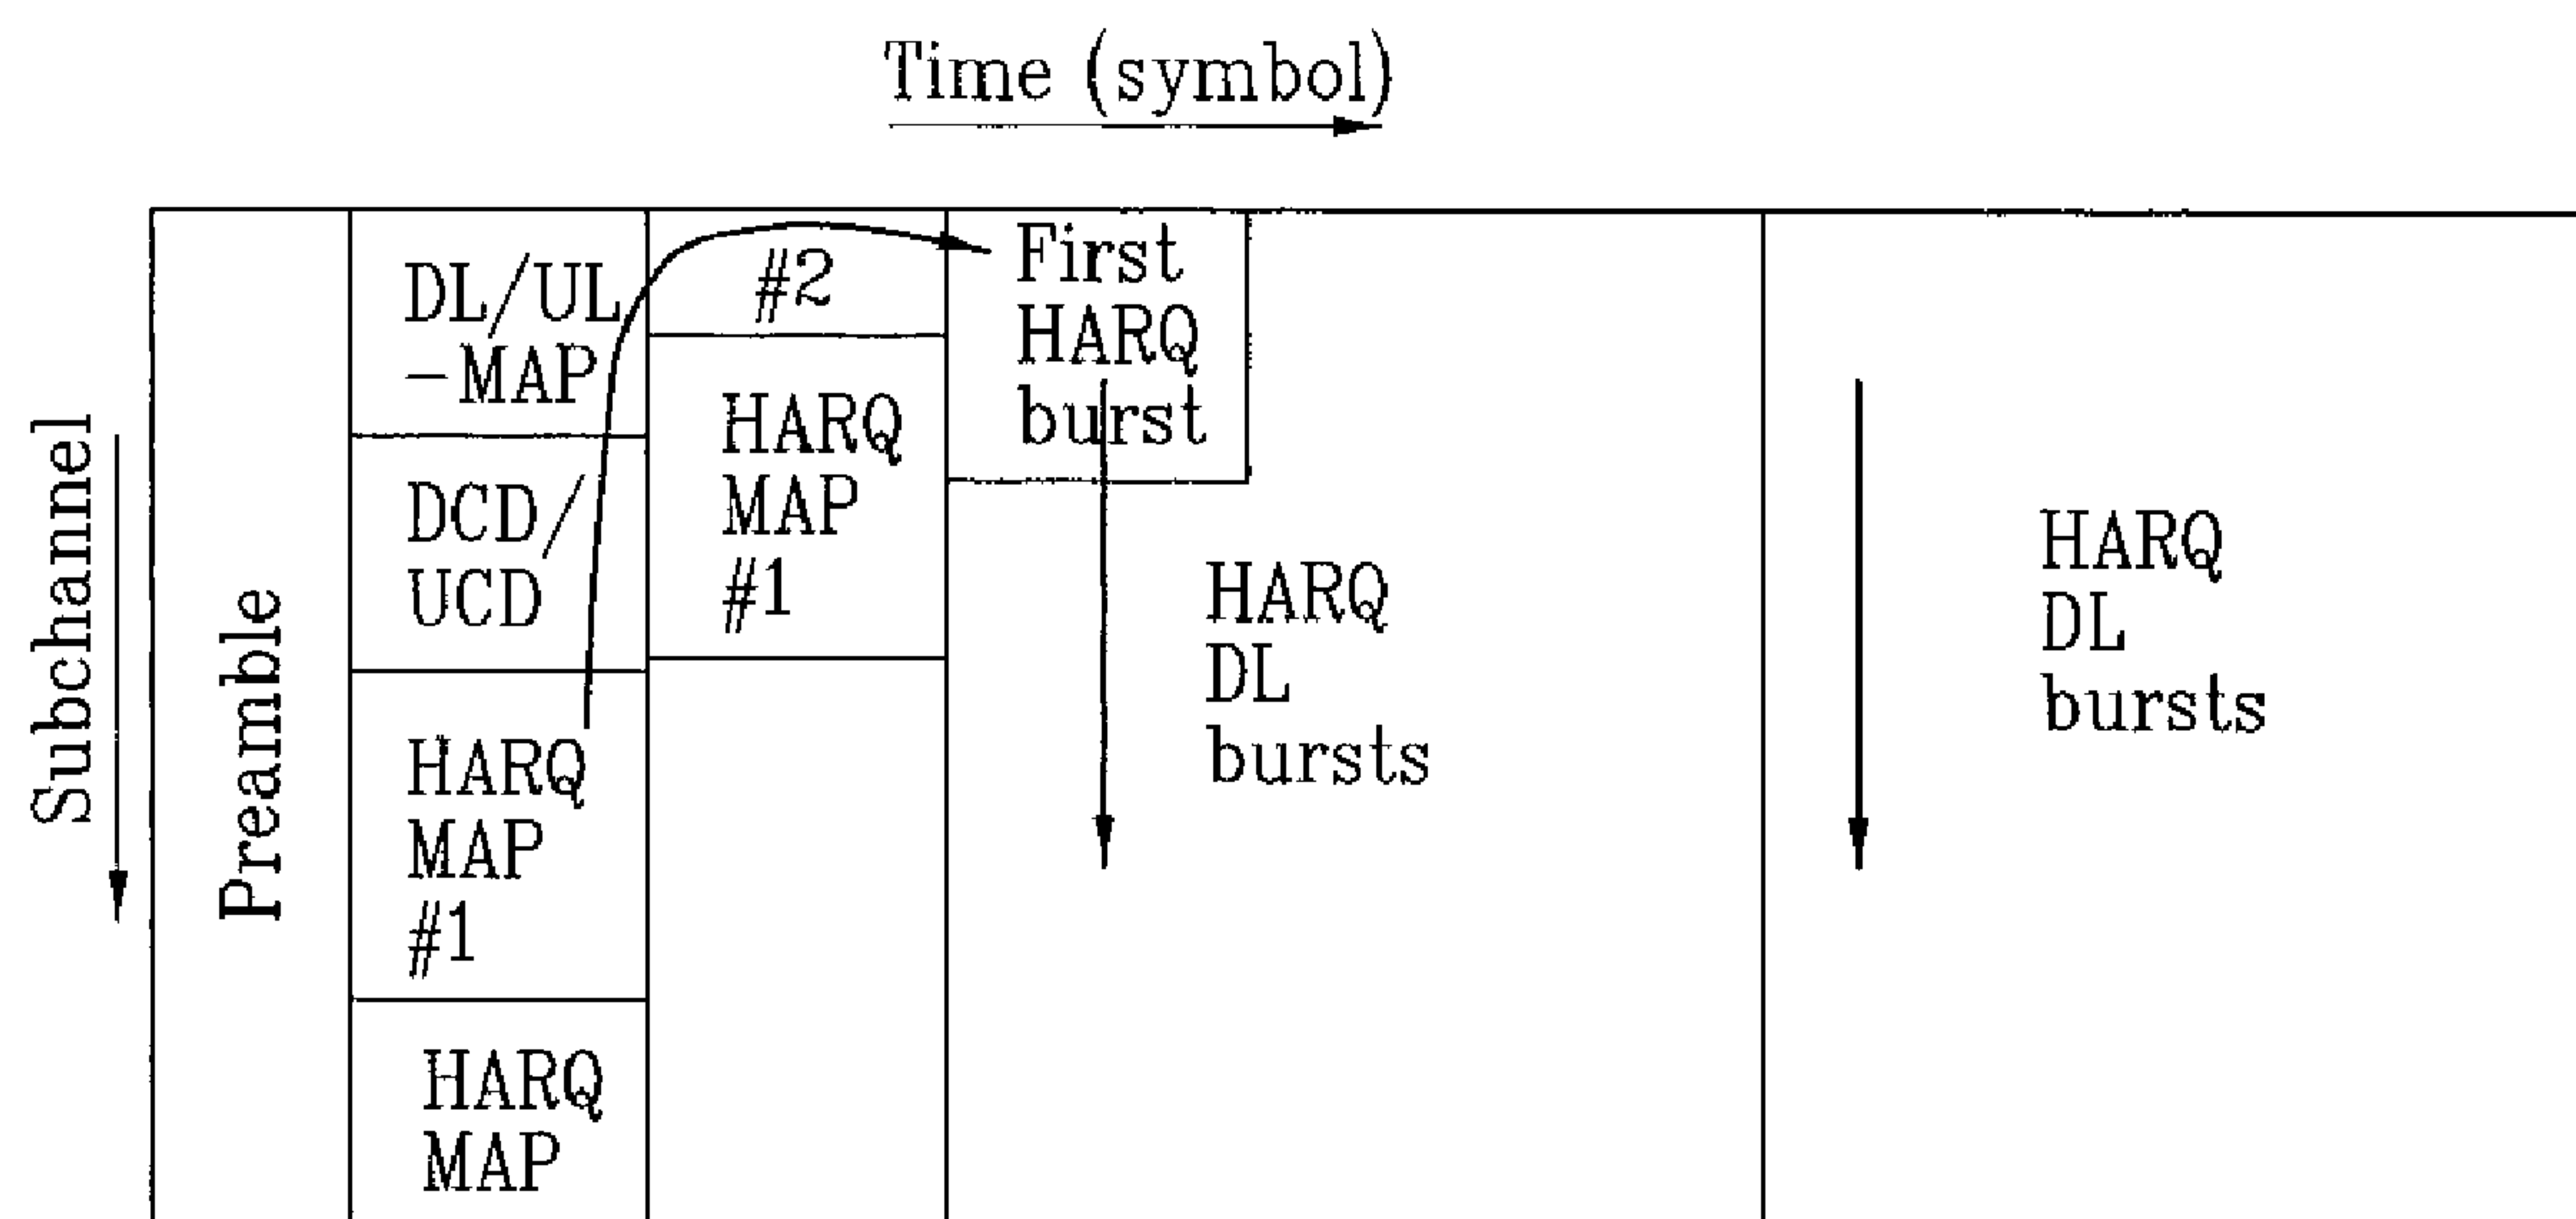 Time (symbol)
Subchannel
Preamble
DL/UL
-MAP
DCD/
UCD
HARQ
MAP
#1
HARQ
MAP
#2
HARQ
MAP
#1
First
HARQ
burst
HARQ
DL
bursts
HARQ
DL
bursts